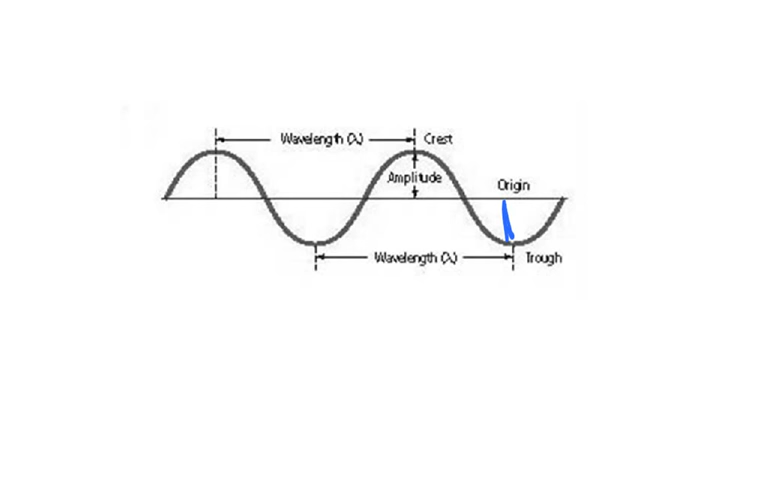 Wavelength (λ)
Crest
Amplitude
Origin
Wavelength (λ)
Trough